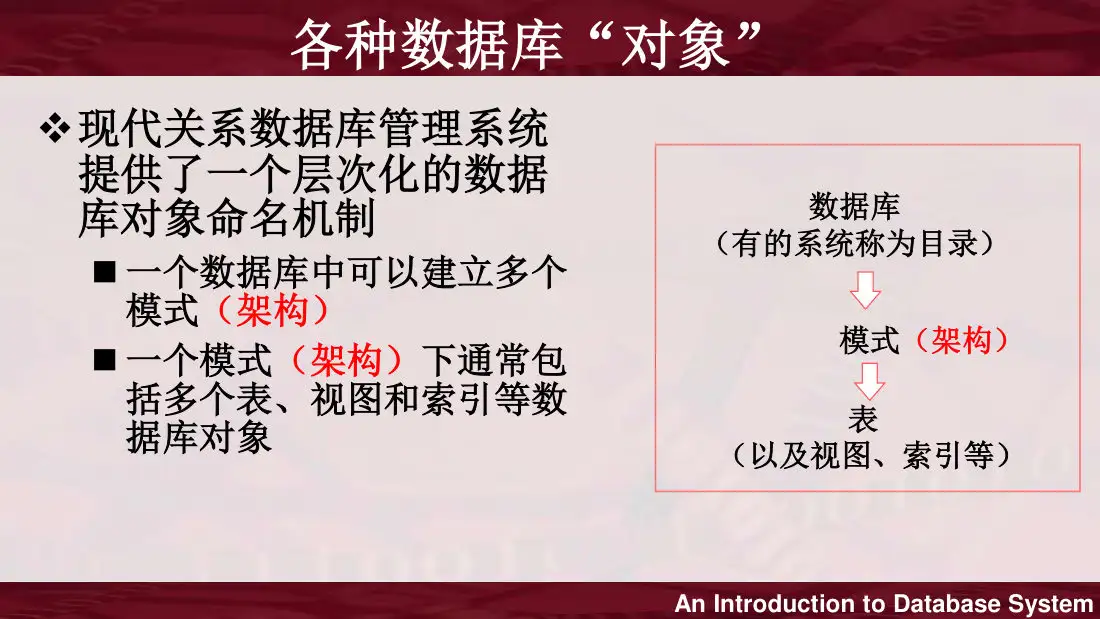 各种数据库“对象”
❖现代关系数据库管理系统
提供了一个层次化的数据
库对象命名机制
■ 一个数据库中可以建立多个
模式（架构）
■ 一个模式（架构）下通常包
括多个表、视图和索引等数
据库对象
数据库
（有的系统称为目录）
模式（架构）
表
（以及视图、索引等）
An Introduction to Database System